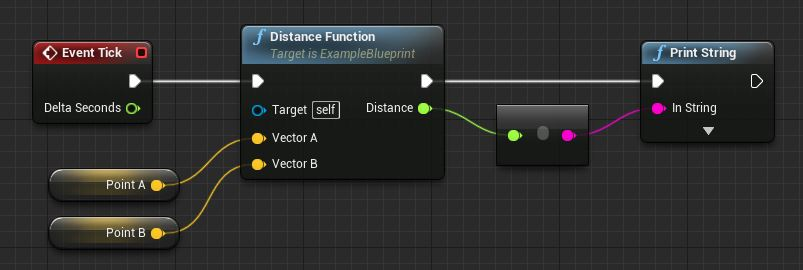 Event Tick
Delta Seconds
Distance Function
Target is ExampleBlueprint
Target self
Distance
Vector A
Vector B
Point A
Point B
Print String
In String